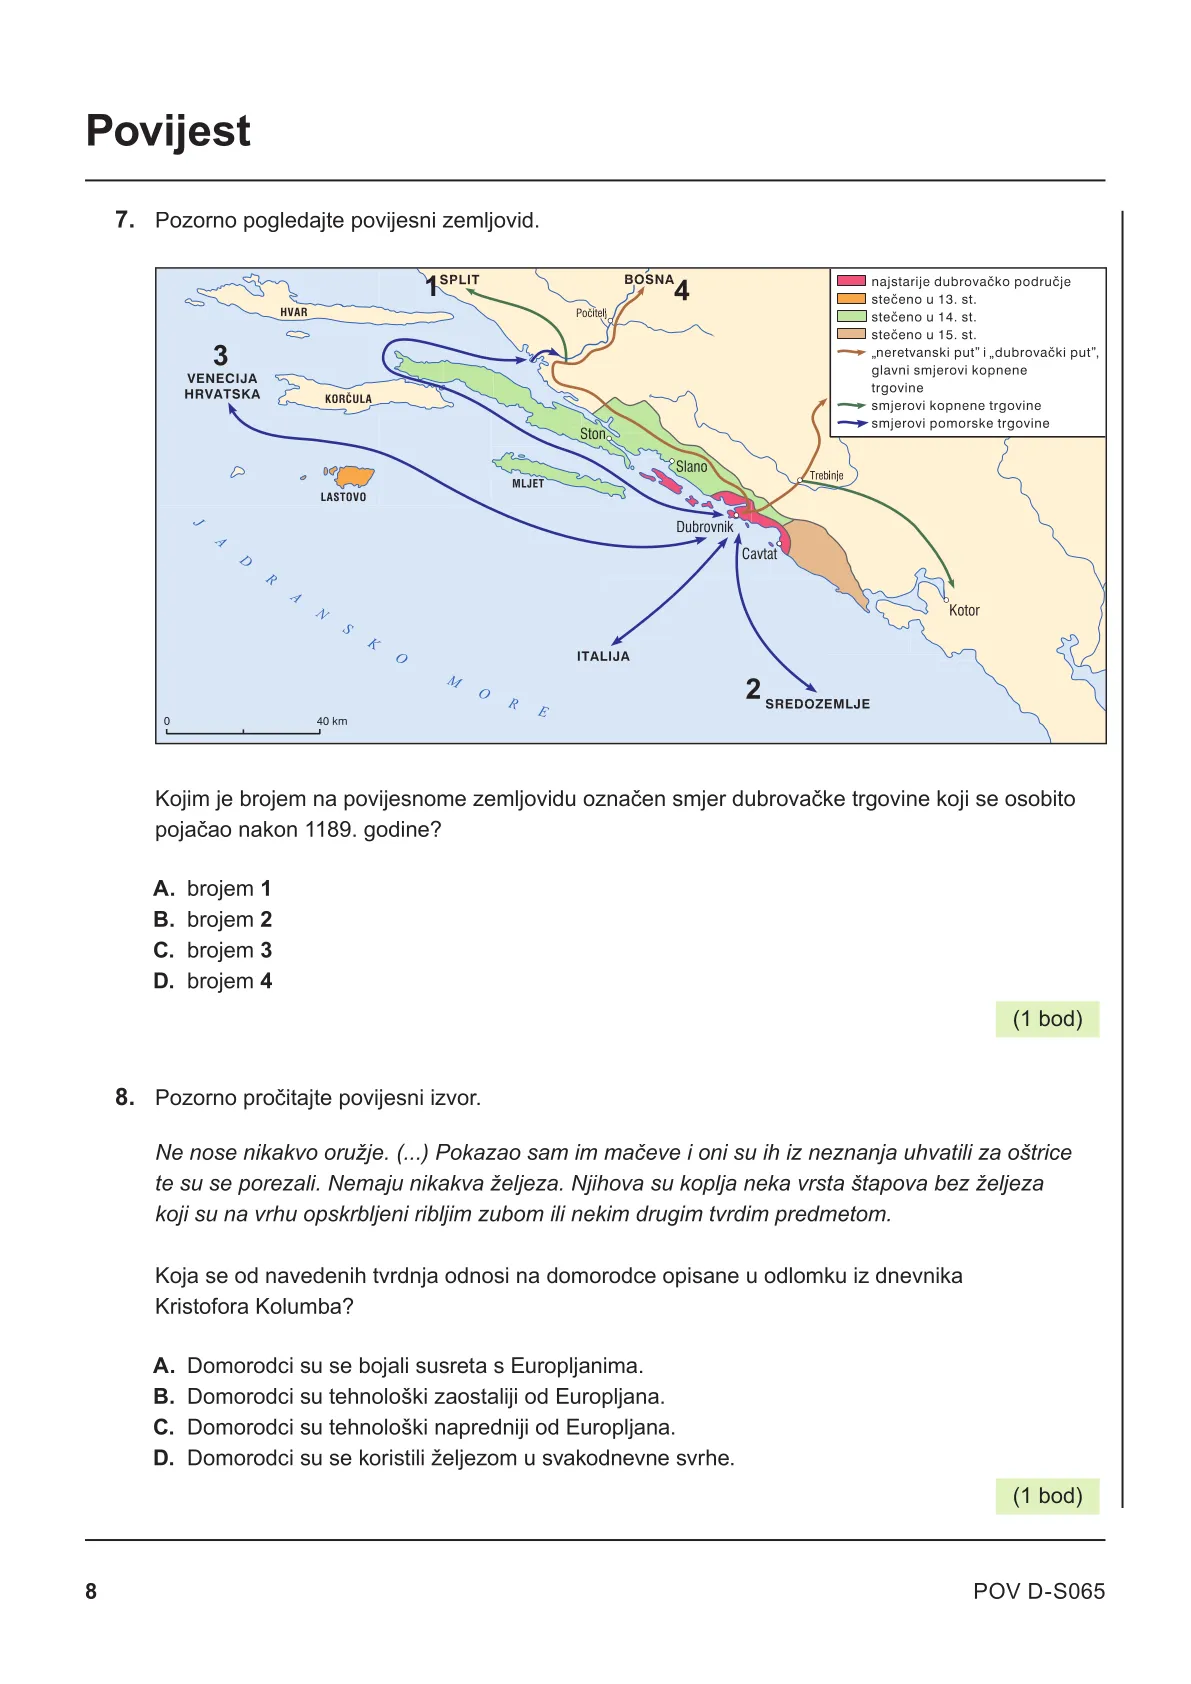 Povijest
7. Pozorno pogledajte povijesni zemljovid.
1 SPLIT
BOSNA 4
najstarije dubrovačko područje
stečeno u 13. st.
stečeno u 14. st.
stečeno u 15. st.
„neretvanski put” i „dubrovački put”,
glavni smjerovi kopnene
trgovine
smjerovi kopnene trgovine
smjerovi pomorske trgovine
HVAR
Počitelj
3
VENECIJA
HRVATSKA
KORČULA
Ston
Slano
Trebinje
MLJET
LASTOVO
Dubrovnik
Cavtat
Kotor
JADRANSKO MORE
ITALIJA
2 SREDOZEMLJE
0 40 km
Kojim je brojem na povijesnome zemljovidu označen smjer dubrovačke trgovine koji se osobito
pojačao nakon 1189. godine?
A. brojem 1
B. brojem 2
C. brojem 3
D. brojem 4
(1 bod)
8. Pozorno pročitajte povijesni izvor.
Ne nose nikakvo oružje. (...) Pokazao sam im mačeve i oni su ih iz neznanja uhvatili za oštrice
te su se porezali. Nemaju nikakva željeza. Njihova su koplja neka vrsta štapova bez željeza
koji su na vrhu opskrbljeni ribljim zubom ili nekim drugim tvrdim predmetom.
Koja se od navedenih tvrdnja odnosi na domorodce opisane u odlomku iz dnevnika
Kristofora Kolumba?
A. Domorodci su se bojali susreta s Europljanima.
B. Domorodci su tehnološki zaostaliji od Europljana.
C. Domorodci su tehnološki napredniji od Europljana.
D. Domorodci su se koristili željezom u svakodnevne svrhe.
(1 bod)
8
POV D-S065